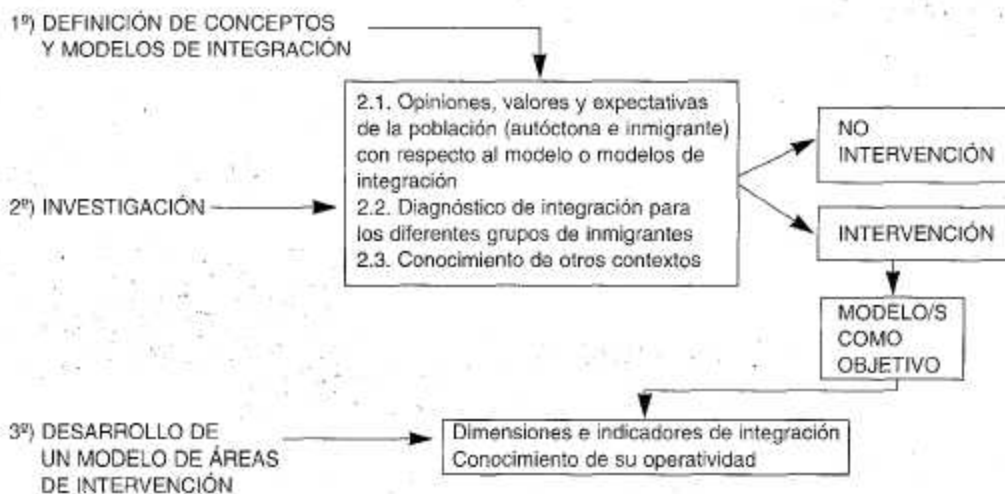 1º) DEFINICIÓN DE CONCEPTOS
Y MODELOS DE INTEGRACIÓN
2.1. Opiniones, valores y expectativas
de la población (autóctona e inmigrante)
con respecto al modelo o modelos de
integración
2º) INVESTIGACIÓN
2.2. Diagnóstico de integración para
los diferentes grupos de inmigrantes
2.3. Conocimiento de otros contextos
NO
INTERVENCIÓN
INTERVENCIÓN
MODELO/S
COMO
OBJETIVO
3º) DESARROLLO DE
UN MODELO DE ÁREAS
DE INTERVENCIÓN
Dimensiones e indicadores de integración
Conocimiento de su operatividad